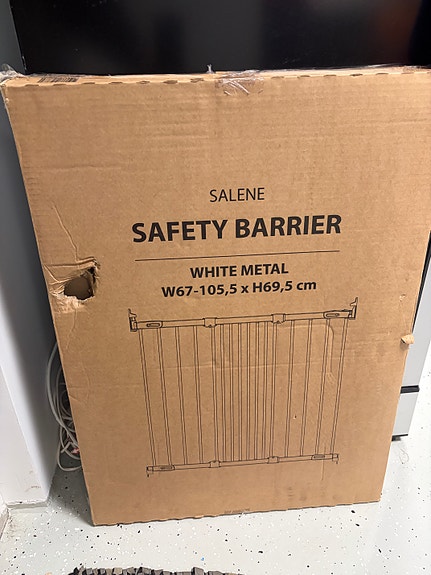 SALENE
SAFETY BARRIER
WHITE METAL
W67-105,5 x H69,5 cm